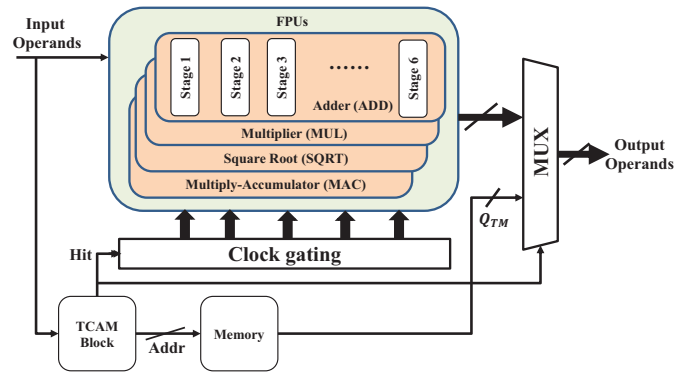 Input
Operands
FPUs
Stage 1
Stage 2
Stage 3
......
Stage 6
Adder (ADD)
Multiplier (MUL)
Square Root (SQRT)
Multiply-Accumulator (MAC)
MUX
Output
Operands
Q_TM
Hit
Clock gating
TCAM
Block
Addr
Memory